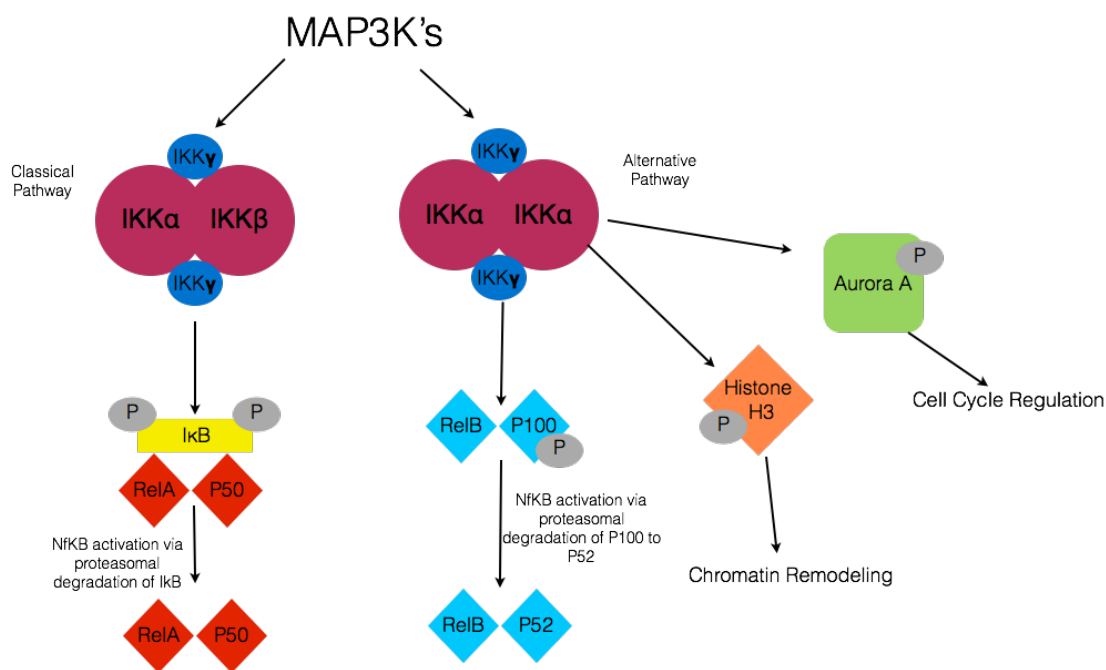 MAP3K's
Classical
Pathway
IKKγ
IKKα
IKKβ
IKKγ
P
P
IκB
RelA
P50
NfKB activation via
proteasomal
degradation of IkB
RelA
P50
Alternative
Pathway
IKKγ
IKKα
IKKα
IKKγ
RelB
P100
P
NfKB activation via
proteasomal
degradation of P100 to
P52
RelB
P52
Histone
H3
P
Chromatin Remodeling
P
Aurora A
Cell Cycle Regulation